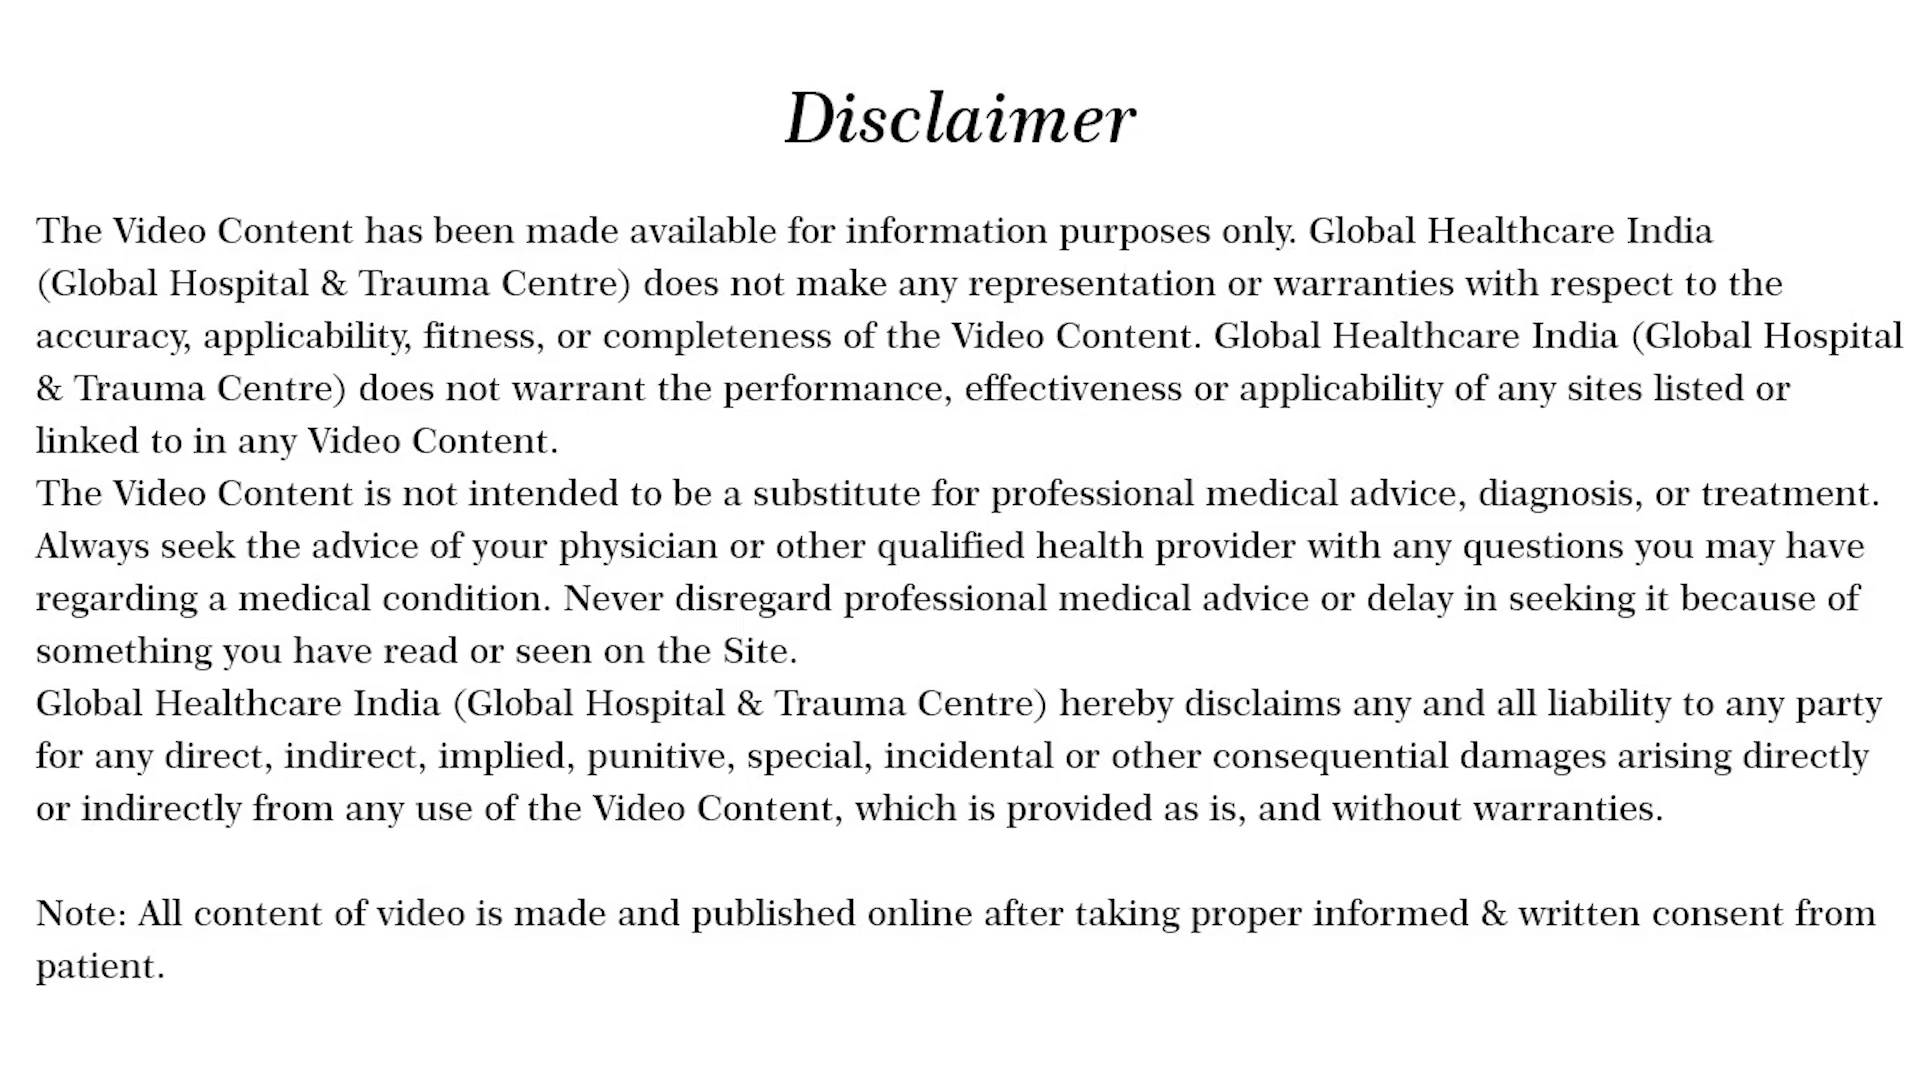 Disclaimer
The Video Content has been made available for information purposes only. Global Healthcare India
(Global Hospital & Trauma Centre) does not make any representation or warranties with respect to the
accuracy, applicability, fitness, or completeness of the Video Content. Global Healthcare India (Global Hospital
& Trauma Centre) does not warrant the performance, effectiveness or applicability of any sites listed or
linked to in any Video Content.
The Video Content is not intended to be a substitute for professional medical advice, diagnosis, or treatment.
Always seek the advice of your physician or other qualified health provider with any questions you may have
regarding a medical condition. Never disregard professional medical advice or delay in seeking it because of
something you have read or seen on the Site.
Global Healthcare India (Global Hospital & Trauma Centre) hereby disclaims any and all liability to any party
for any direct, indirect, implied, punitive, special, incidental or other consequential damages arising directly
or indirectly from any use of the Video Content, which is provided as is, and without warranties.
Note: All content of video is made and published online after taking proper informed & written consent from
patient.